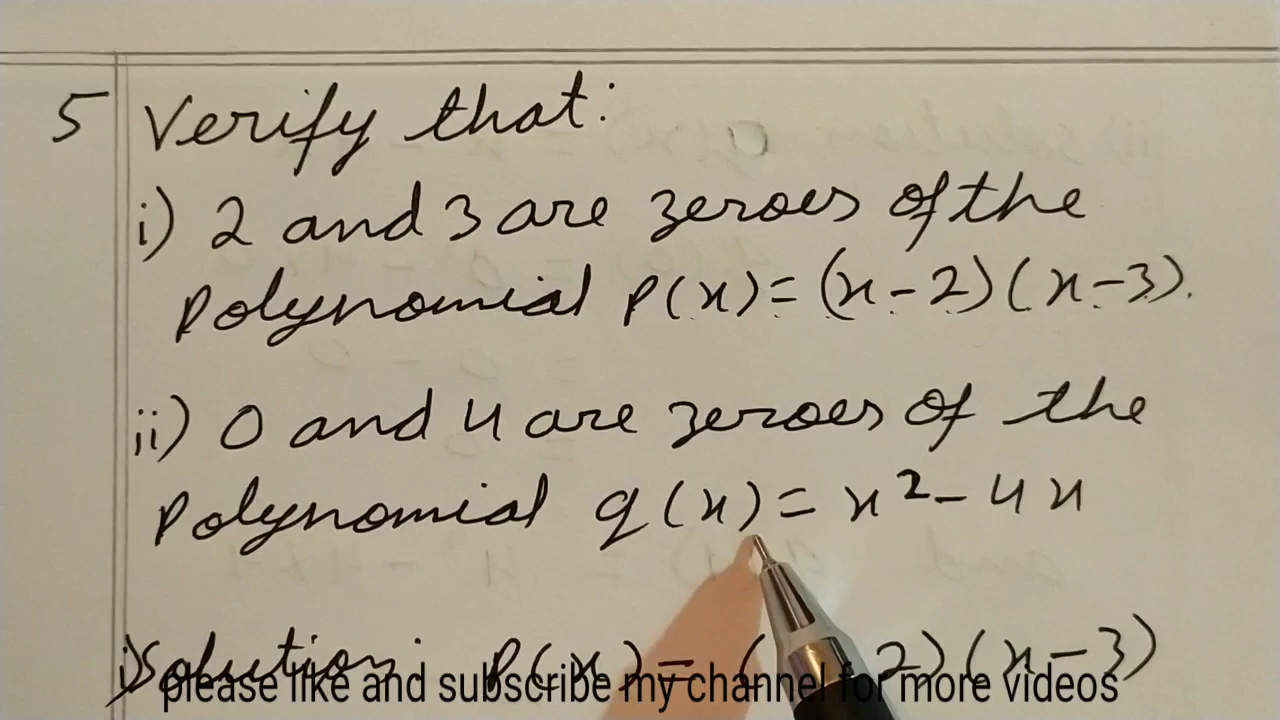 5 Verify that:
i) 2 and 3 are zeroes of the
polynomial p(x) = (x-2)(x-3).
ii) 0 and 4 are zeroes of the
polynomial q(x) = x²-4x
i) solution: p(x) = ( 2)(x-3)
please like and subscribe my channel for more videos